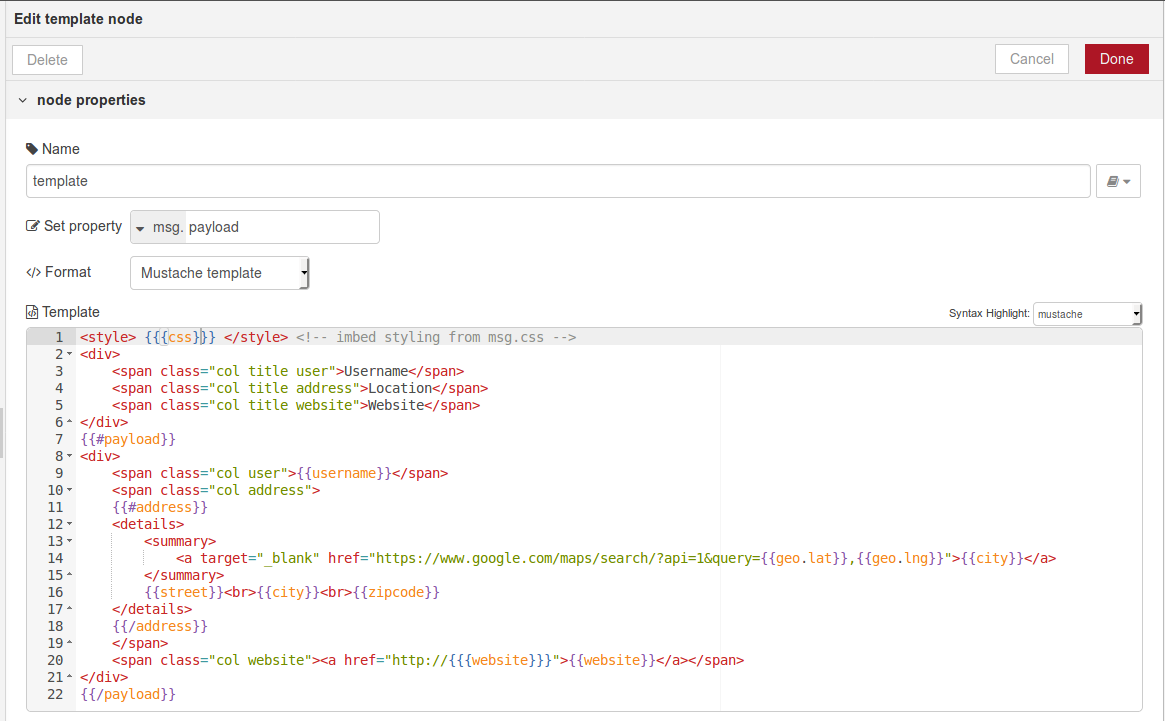 Edit template node
Delete
Cancel
Done
node properties
Name
template
Set property
msg. payload
</> Format
Mustache template
Template
Syntax Highlight: mustache
1 <style> {{{css}}} </style> <!-- imbed styling from msg.css -->
2 <div>
3     <span class="col title user">Username</span>
4     <span class="col title address">Location</span>
5     <span class="col title website">Website</span>
6 </div>
7 {{#payload}}
8 <div>
9     <span class="col user">{{username}}</span>
10     <span class="col address">
11     {{#address}}
12     <details>
13         <summary>
14             <a target="_blank" href="https://www.google.com/maps/search/?api=1&query={{geo.lat}},{{geo.lng}}">{{city}}</a>
15         </summary>
16         {{street}}<br>{{city}}<br>{{zipcode}}
17     </details>
18     {{/address}}
19     </span>
20     <span class="col website"><a href="http://{{{website}}}">{{website}}</a></span>
21 </div>
22 {{/payload}}